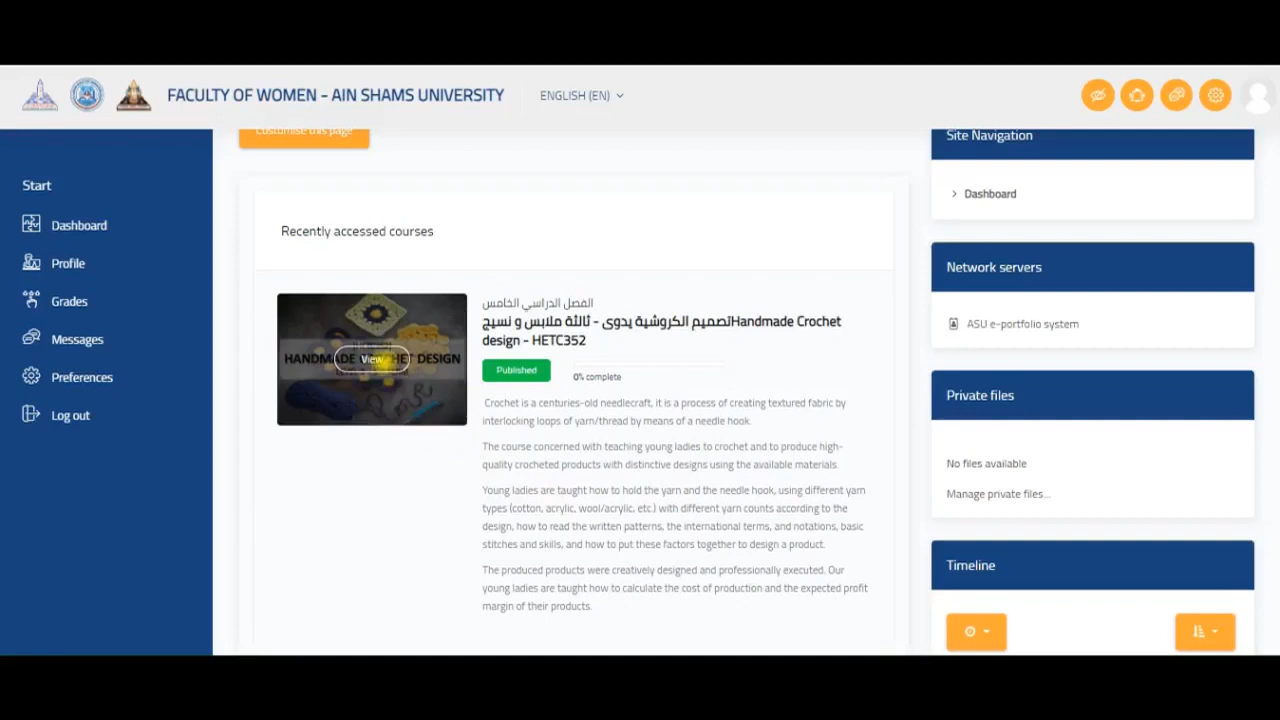 FACULTY OF WOMEN - AIN SHAMS UNIVERSITY
ENGLISH (EN)
Customise this page
Start
Dashboard
Profile
Grades
Messages
Preferences
Log out
Recently accessed courses
HANDMADE CROCHET DESIGN
View
الفصل الدراسي الخامس
تصميم الكروشية يدوى - ثالثة ملابس و نسيجHandmade Crochet
design - HETC352
Published
0% complete
Crochet is a centuries-old needlecraft, it is a process of creating textured fabric by
interlocking loops of yarn/thread by means of a needle hook.
The course concerned with teaching young ladies to crochet and to produce high-
quality crocheted products with distinctive designs using the available materials.
Young ladies are taught how to hold the yarn and the needle hook, using different yarn
types (cotton, acrylic, wool/acrylic, etc.) with different yarn counts according to the
design, how to read the written patterns, the international terms, and notations, basic
stitches and skills, and how to put these factors together to design a product.
The produced products were creatively designed and professionally executed. Our
young ladies are taught how to calculate the cost of production and the expected profit
margin of their products.
Site Navigation
Dashboard
Network servers
ASU e-portfolio system
Private files
No files available
Manage private files...
Timeline